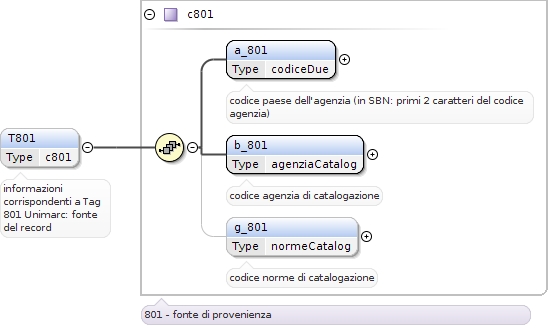 c801
a_801
Type codiceDue
codice paese dell'agenzia (in SBN: primi 2 caratteri del codice
agenzia)
T801
Type c801
informazioni
corrispondenti a Tag
801 Unimarc: fonte
del record
b_801
Type agenziaCatalog
codice agenzia di catalogazione
g_801
Type normeCatalog
codice norme di catalogazione
801 - fonte di provenienza